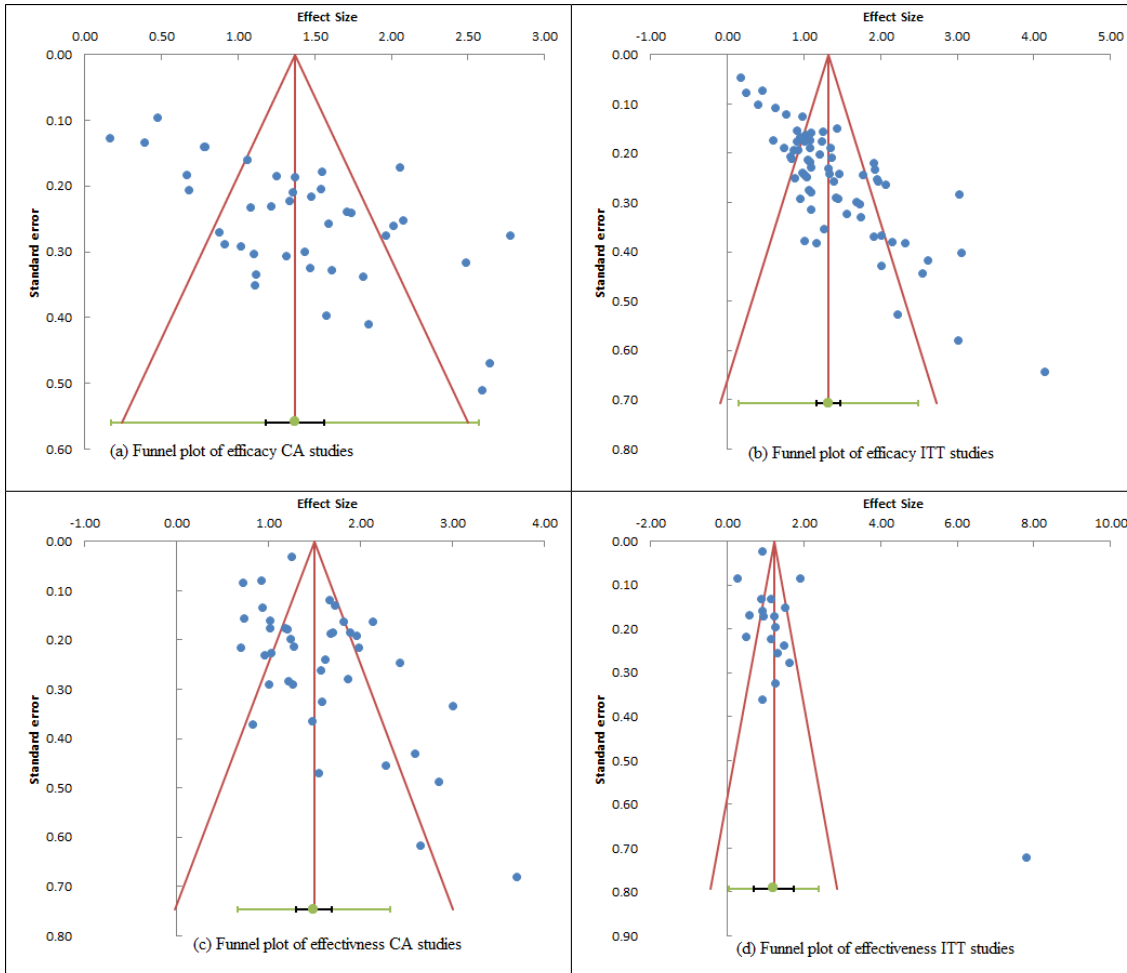 Effect Size
0.00 0.50 1.00 1.50 2.00 2.50 3.00
0.00
0.10
0.20
0.30
0.40
0.50
0.60
Standard error
(a) Funnel plot of efficacy CA studies
Effect Size
0.00 1.00 2.00 3.00 4.00 5.00
0.00
0.10
0.20
0.30
0.40
0.50
0.60
0.70
0.80
Standard error
(b) Funnel plot of efficacy ITT studies
Effect Size
-1.00 0.00 1.00 2.00 3.00 4.00
0.00
0.10
0.20
0.30
0.40
0.50
0.60
0.70
0.80
Standard error
(c) Funnel plot of effectivness CA studies
Effect Size
-2.00 0.00 2.00 4.00 6.00 8.00 10.00
0.00
0.10
0.20
0.30
0.40
0.50
0.60
0.70
0.80
0.90
Standard error
(d) Funnel plot of effectiveness ITT studies